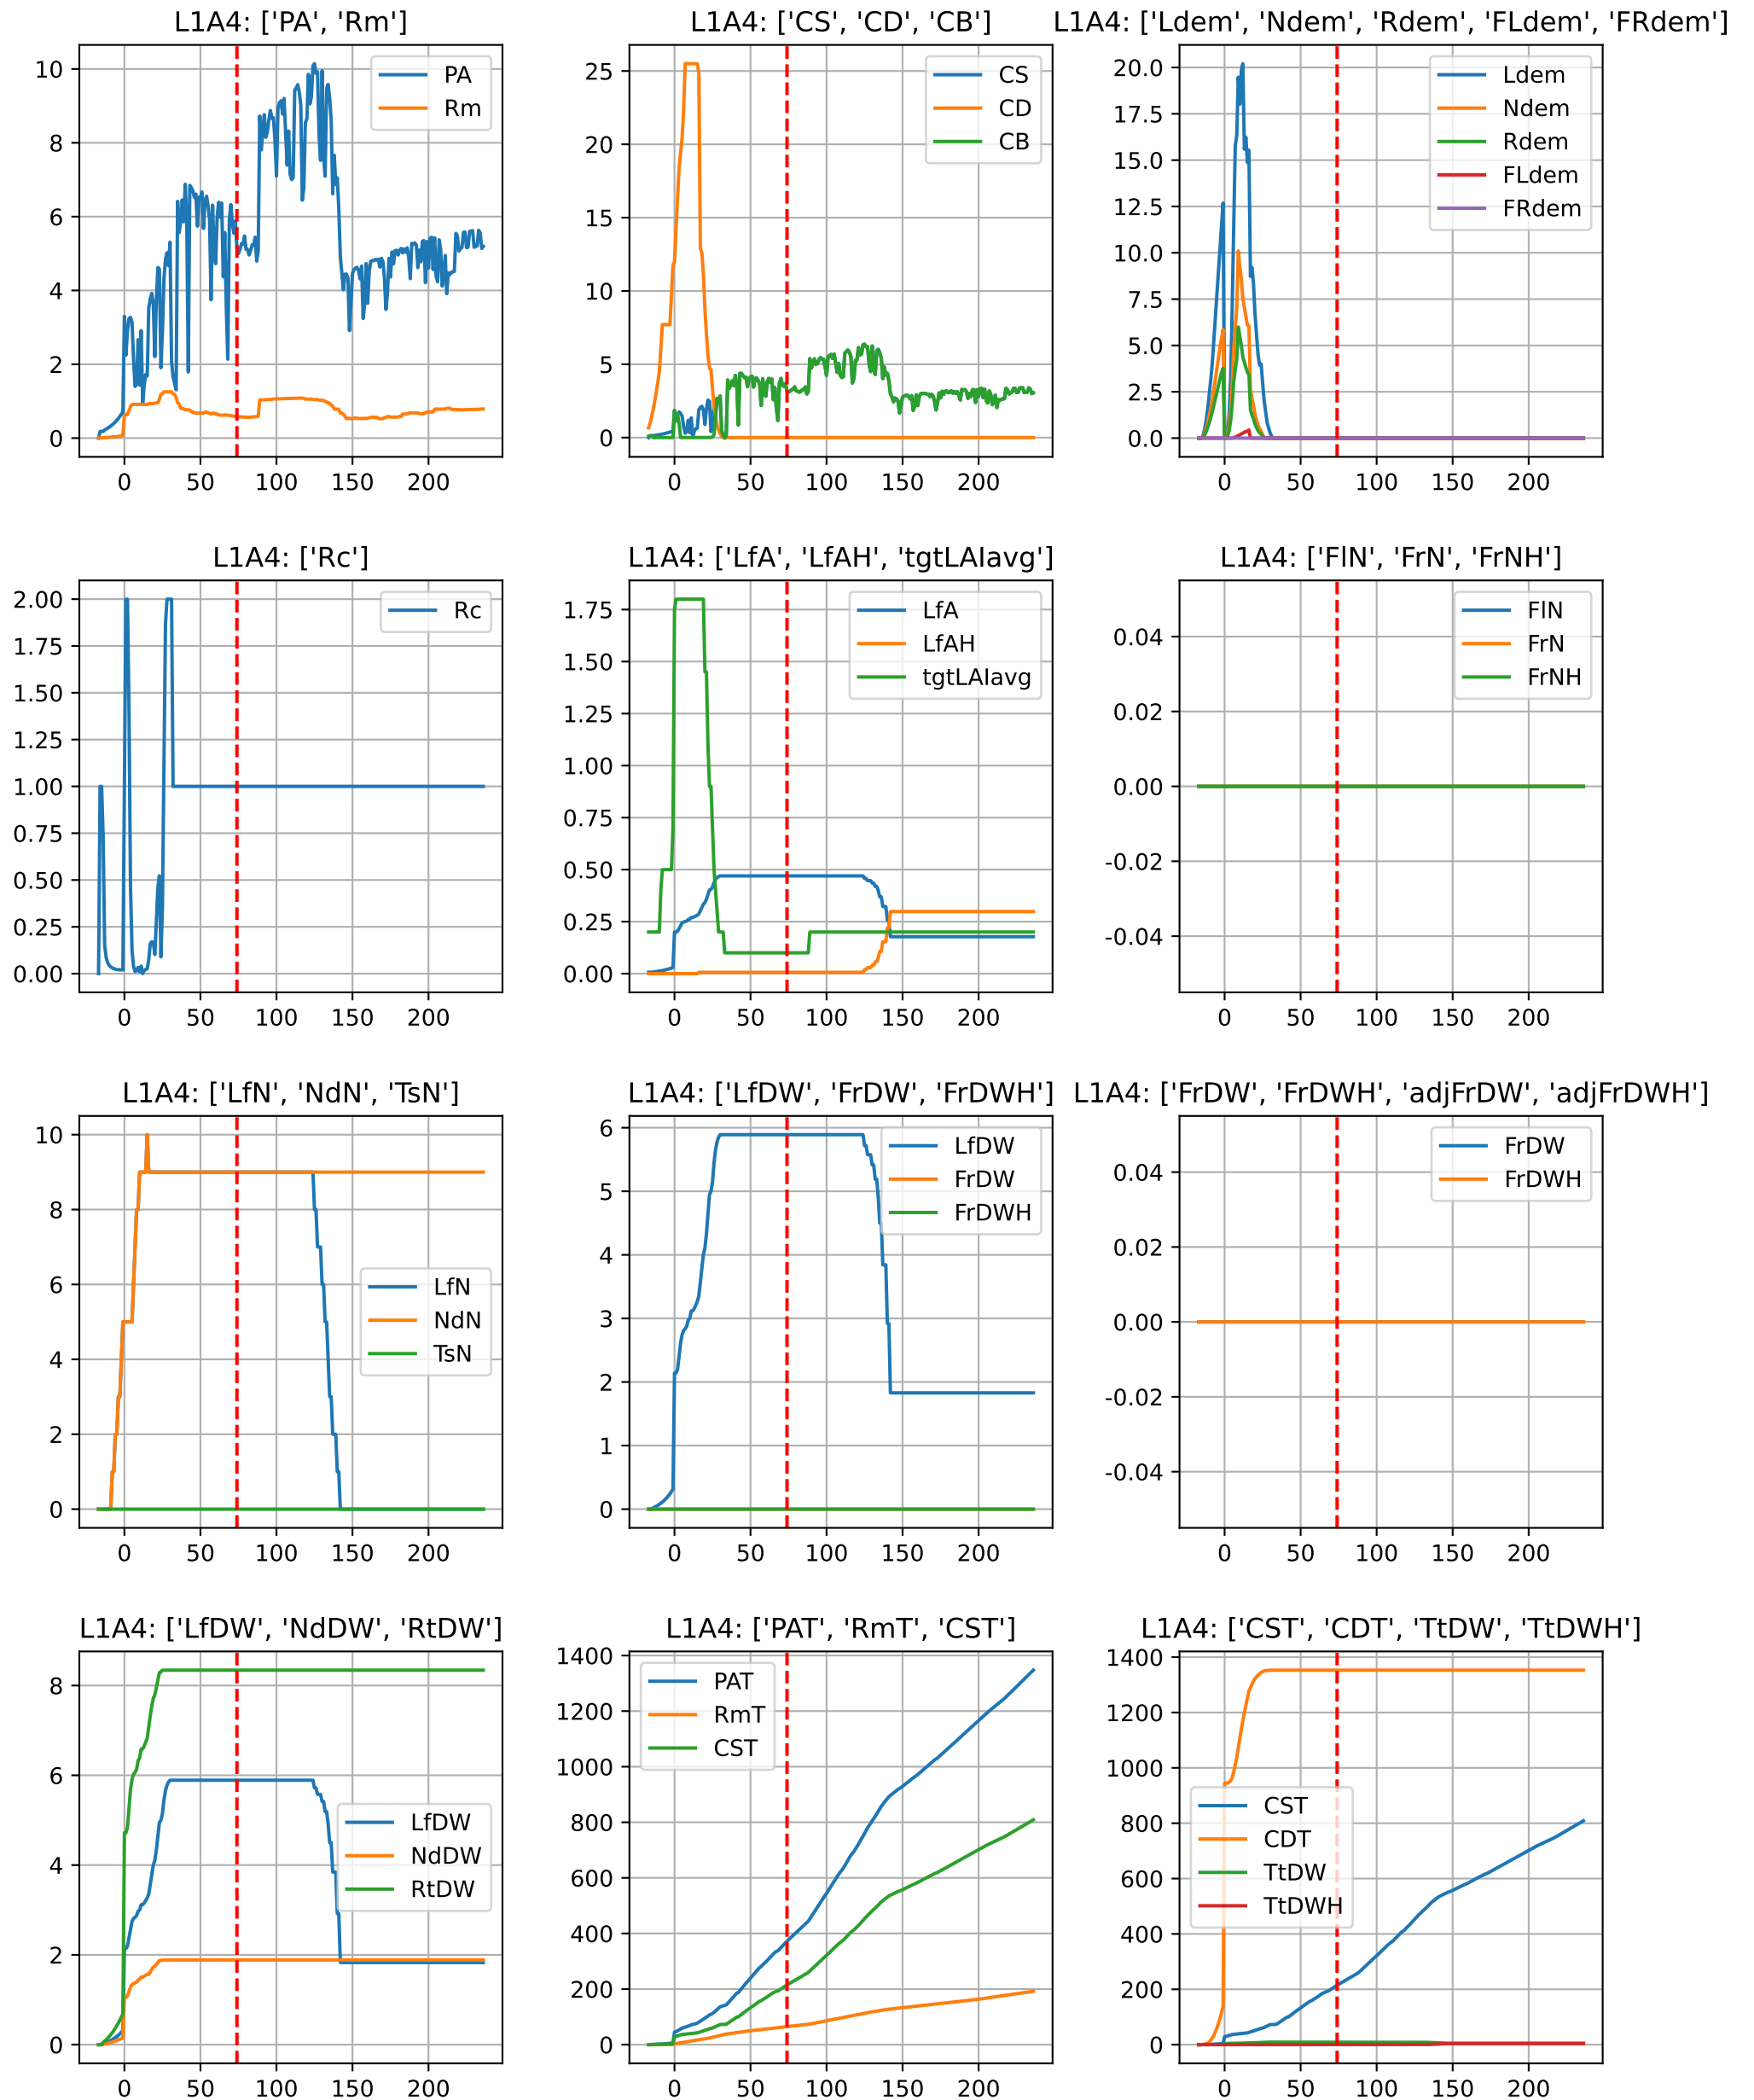 L1A4: ['PA', 'Rm']
10
8
6
4
2
0
0 50 100 150 200
PA
Rm
L1A4: ['CS', 'CD', 'CB']
25
20
15
10
5
0
0 50 100 150 200
CS
CD
CB
L1A4: ['Ldem', 'Ndem', 'Rdem', 'FLdem', 'FRdem']
20.0
17.5
15.0
12.5
10.0
7.5
5.0
2.5
0.0
0 50 100 150 200
Ldem
Ndem
Rdem
FLdem
FRdem
L1A4: ['Rc']
2.00
1.75
1.50
1.25
1.00
0.75
0.50
0.25
0.00
0 50 100 150 200
Rc
L1A4: ['LfA', 'LfAH', 'tgtLAIavg']
1.75
1.50
1.25
1.00
0.75
0.50
0.25
0.00
0 50 100 150 200
LfA
LfAH
tgtLAIavg
L1A4: ['FlN', 'FrN', 'FrNH']
0.04
0.02
0.00
-0.02
-0.04
0 50 100 150 200
FlN
FrN
FrNH
L1A4: ['LfN', 'NdN', 'TsN']
10
8
6
4
2
0
0 50 100 150 200
LfN
NdN
TsN
L1A4: ['LfDW', 'FrDW', 'FrDWH']
6
5
4
3
2
1
0
0 50 100 150 200
LfDW
FrDW
FrDWH
L1A4: ['FrDW', 'FrDWH', 'adjFrDW', 'adjFrDWH']
0.04
0.02
0.00
-0.02
-0.04
0 50 100 150 200
FrDW
FrDWH
L1A4: ['LfDW', 'NdDW', 'RtDW']
8
6
4
2
0
0 50 100 150 200
LfDW
NdDW
RtDW
L1A4: ['PAT', 'RmT', 'CST']
1400
1200
1000
800
600
400
200
0
0 50 100 150 200
PAT
RmT
CST
L1A4: ['CST', 'CDT', 'TtDW', 'TtDWH']
1400
1200
1000
800
600
400
200
0
0 50 100 150 200
CST
CDT
TtDW
TtDWH